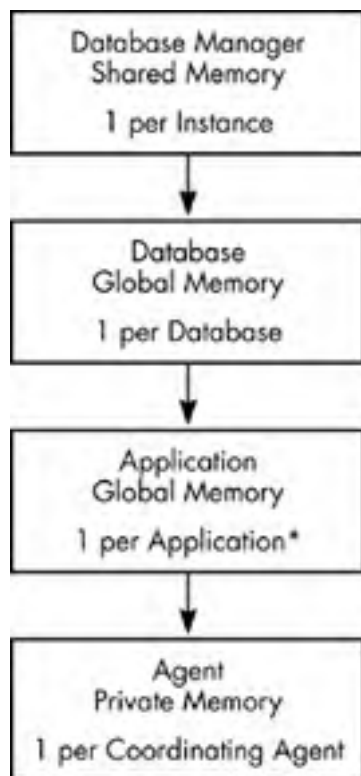 Database Manager
Shared Memory
1 per Instance
Database
Global Memory
1 per Database
Application
Global Memory
1 per Application*
Agent
Private Memory
1 per Coordinating Agent